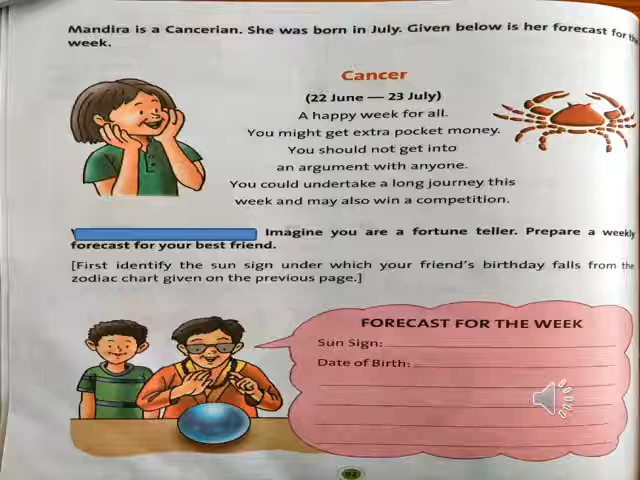 Mandira is a Cancerian. She was born in July. Given below is her forecast for the
week.
Cancer
(22 June — 23 July)
A happy week for all.
You might get extra pocket money.
You should not get into
an argument with anyone.
You could undertake a long journey this
week and may also win a competition.
Imagine you are a fortune teller. Prepare a weekly
forecast for your best friend.
[First identify the sun sign under which your friend's birthday falls from the
zodiac chart given on the previous page.]
FORECAST FOR THE WEEK
Sun Sign:
Date of Birth: